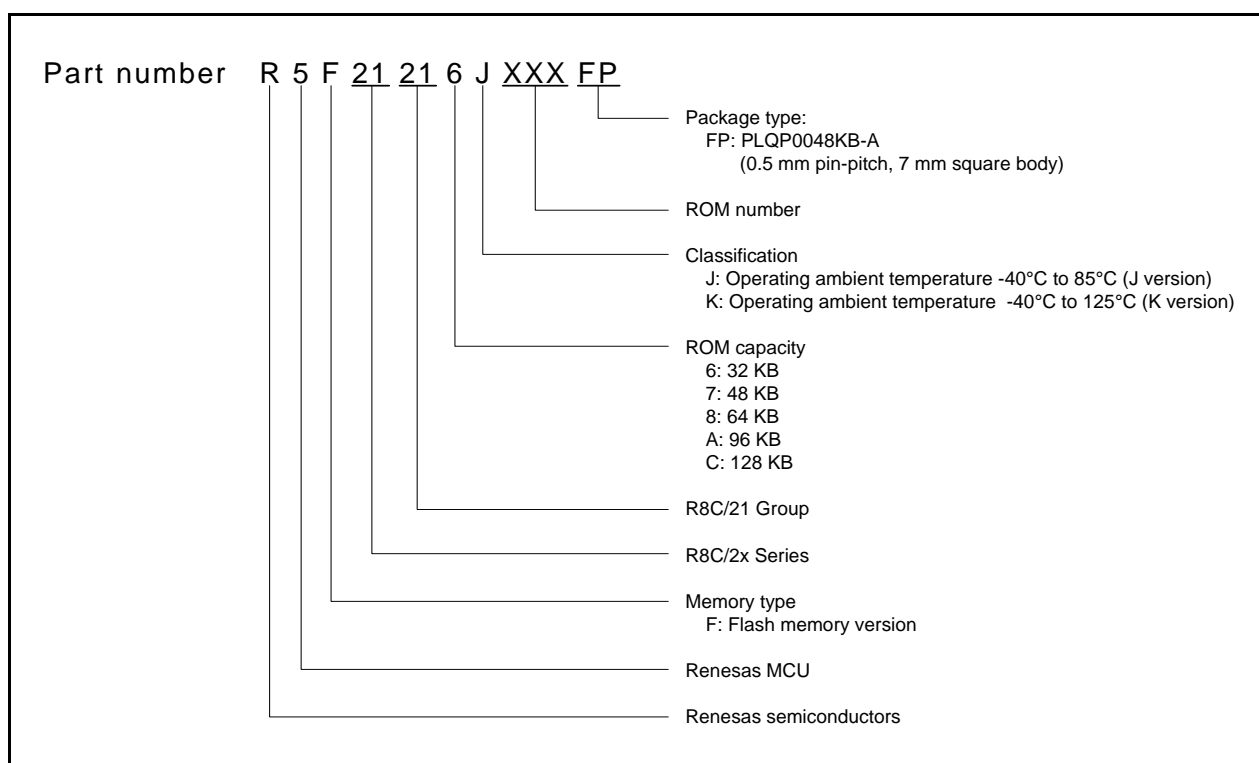 Part number R 5 F 21 21 6 J XXX FP
Package type:
FP: PLQP0048KB-A
(0.5 mm pin-pitch, 7 mm square body)
ROM number
Classification
J: Operating ambient temperature -40°C to 85°C (J version)
K: Operating ambient temperature -40°C to 125°C (K version)
ROM capacity
6: 32 KB
7: 48 KB
8: 64 KB
A: 96 KB
C: 128 KB
R8C/21 Group
R8C/2x Series
Memory type
F: Flash memory version
Renesas MCU
Renesas semiconductors